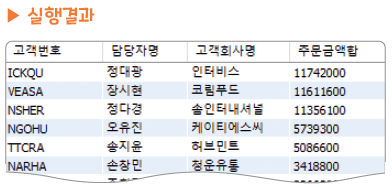 ▶ 실행결과
고객번호 담당자명 고객회사명 주문금액합
ICKQU 정대광 인터비스 11742000
VEASA 장시현 코림푸드 11611600
NSHER 정다경 솔인터내셔널 11356100
NGOHU 오유진 케이티에스씨 5739300
TTCRA 송지윤 허브민트 5086600
NARHA 손창민 정운유통 3418800